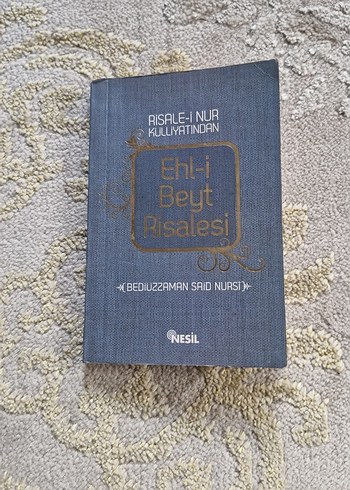 RİSALE-İ NUR
KÜLLİYATINDAN
Ehl-i
Beyt
Risalesi
BEDİÜZZAMAN SAİD NURSİ
NESİL